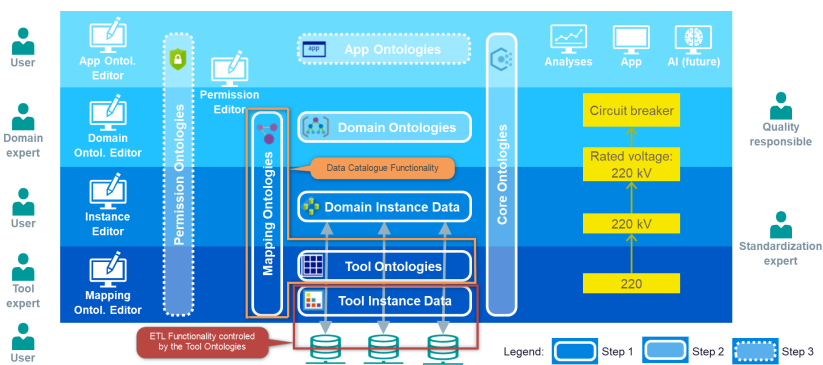 User
App Ontol.
Editor
Permission Ontologies
Permission
Editor
app
App Ontologies
Core Ontologies
Analyses
App
AI (future)
Domain
expert
Domain
Ontol. Editor
Mapping Ontologies
Domain Ontologies
Data Catalogue Functionality
Circuit breaker
Rated voltage:
220 kV
Quality
responsible
User
Instance
Editor
Domain Instance Data
220 kV
Standardization
expert
Tool
expert
Mapping
Ontol. Editor
Tool Ontologies
Tool Instance Data
220
User
ETL Functionality controled
by the Tool Ontologies
Legend:
Step 1
Step 2
Step 3